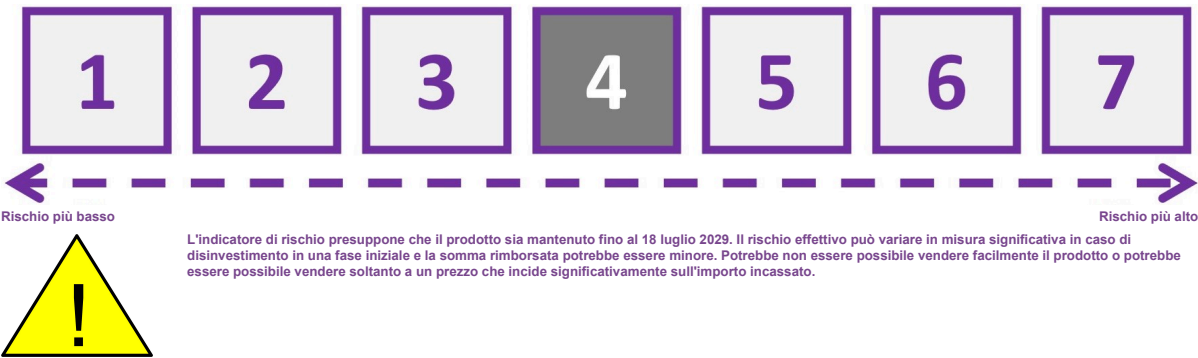 1 2 3 4 5 6 7
Rischio più basso Rischio più alto
L'indicatore di rischio presuppone che il prodotto sia mantenuto fino al 18 luglio 2029. Il rischio effettivo può variare in misura significativa in caso di
disinvestimento in una fase iniziale e la somma rimborsata potrebbe essere minore. Potrebbe non essere possibile vendere facilmente il prodotto o potrebbe
essere possibile vendere soltanto a un prezzo che incide significativamente sull'importo incassato.
!